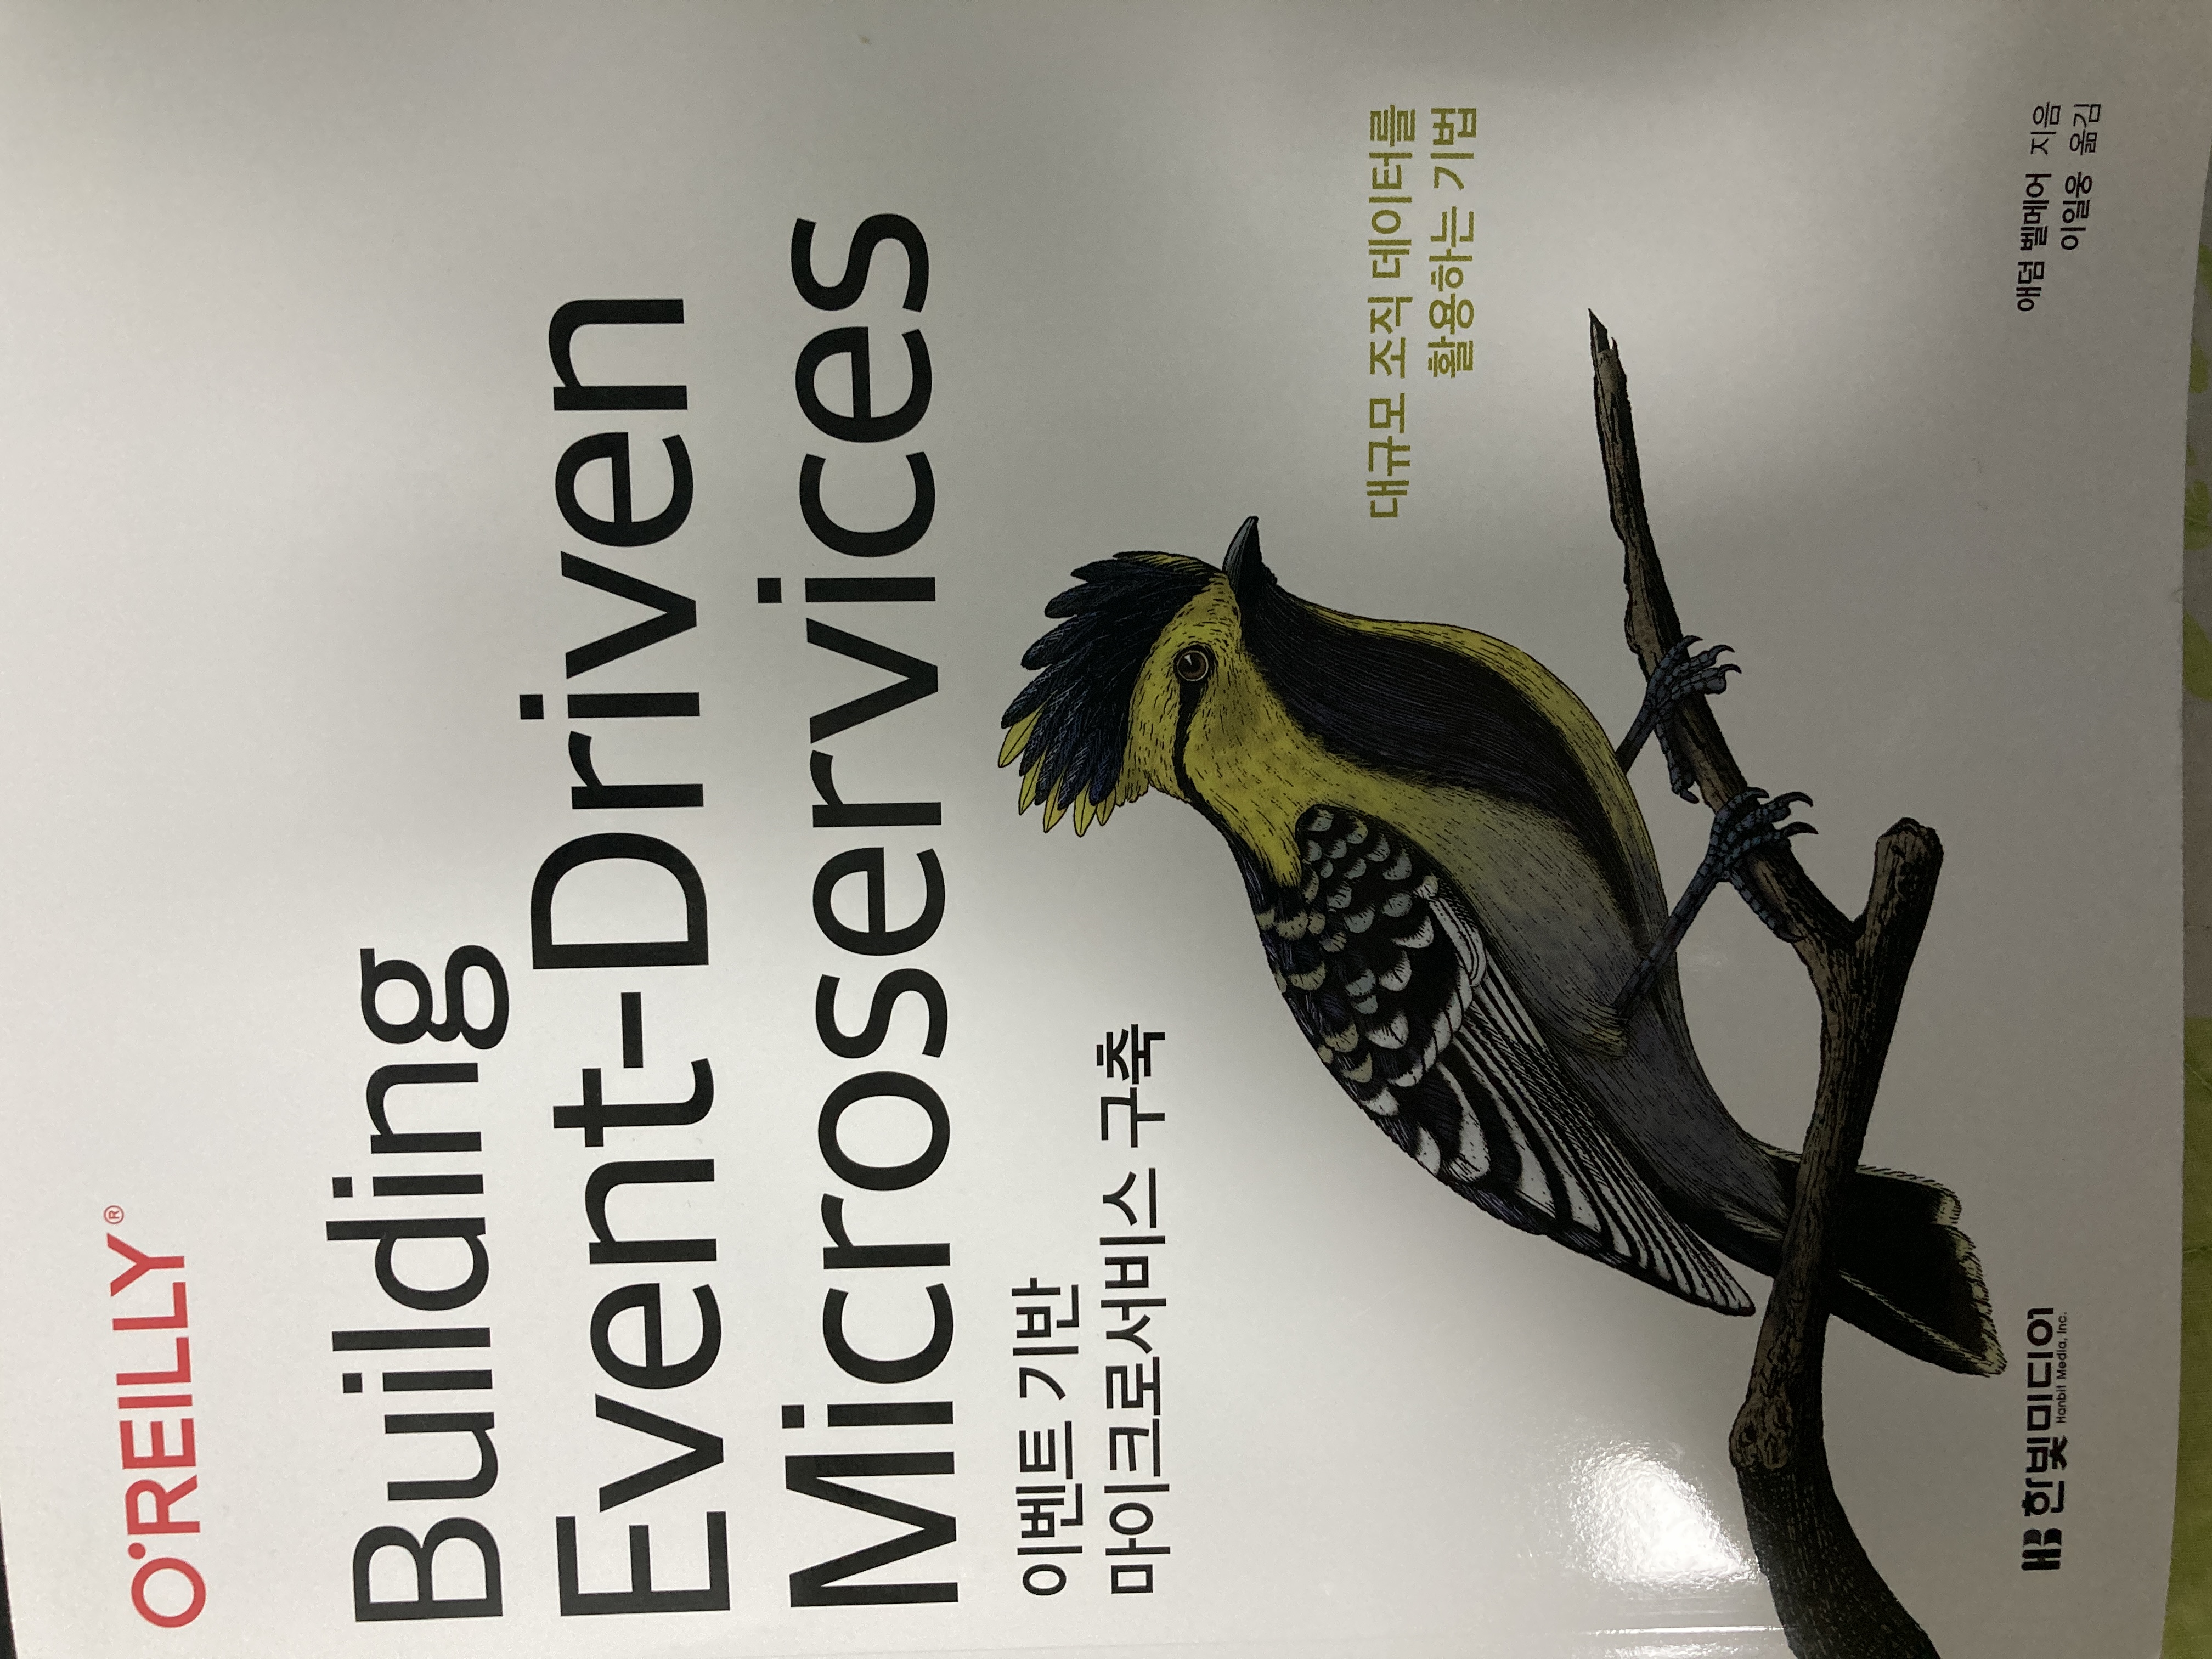 O'REILLY®
Building
Event-Driven
Microservices
이벤트 기반
마이크로서비스 구축
대규모 조직 데이터를
활용하는 기법
HB 한빛미디어
Hanbit Media, Inc.
애덤 벨메어 지음
이일웅 옮김